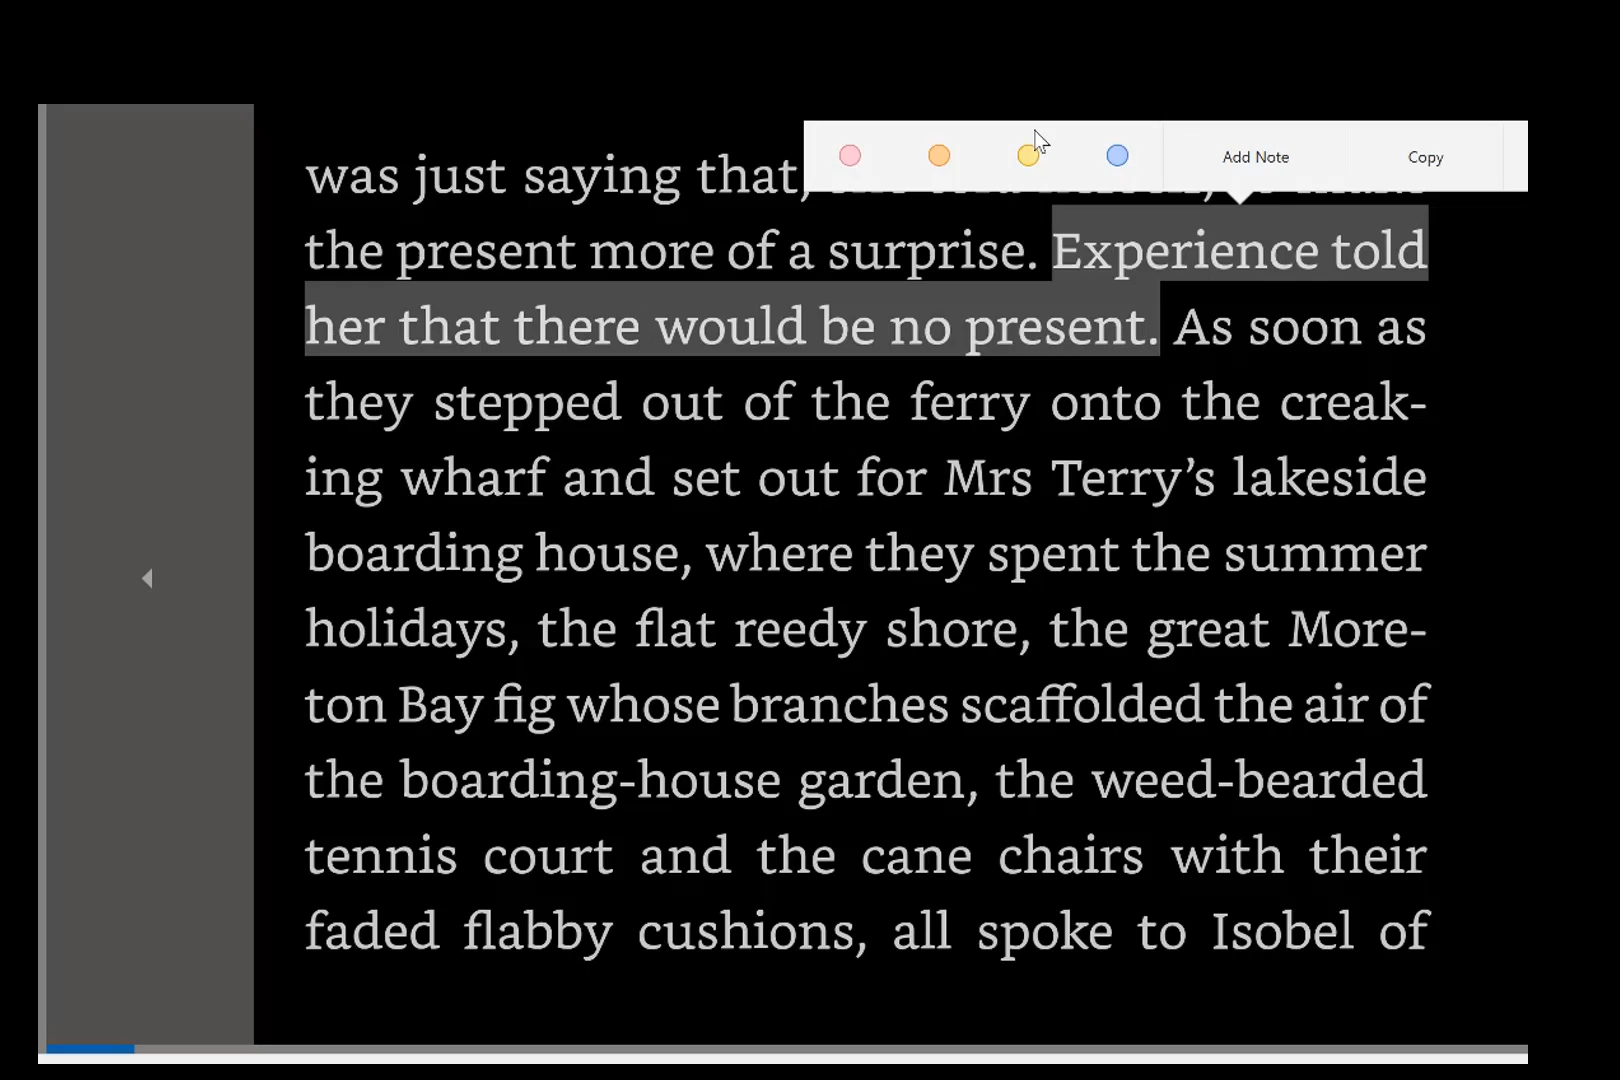 Add Note Copy
was just saying that,
the present more of a surprise. Experience told
her that there would be no present. As soon as
they stepped out of the ferry onto the creak-
ing wharf and set out for Mrs Terry’s lakeside
boarding house, where they spent the summer
holidays, the flat reedy shore, the great More-
ton Bay fig whose branches scaffolded the air of
the boarding-house garden, the weed-bearded
tennis court and the cane chairs with their
faded flabby cushions, all spoke to Isobel of